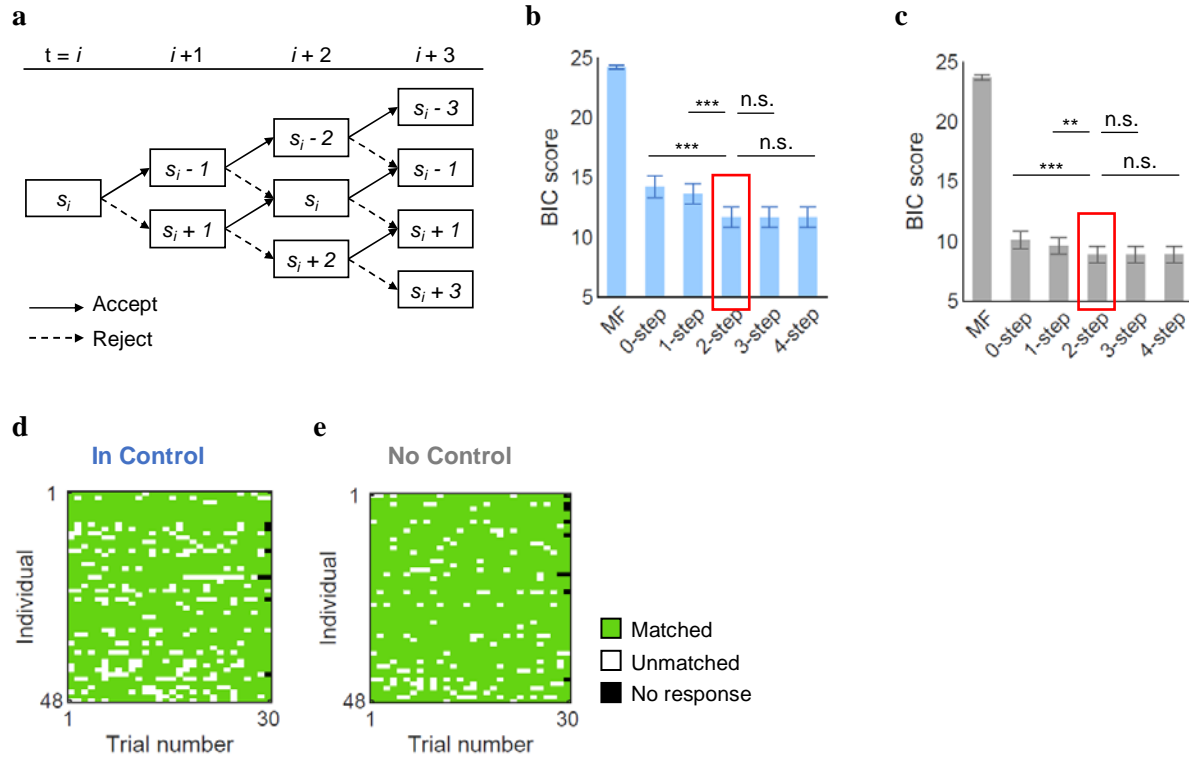 a
t = i
i +1
i + 2
i + 3
s_i
s_i - 1
s_i + 1
s_i - 2
s_i
s_i + 2
s_i - 3
s_i - 1
s_i + 1
s_i + 3
Accept
Reject
b
BIC score
25
20
15
10
5
***
n.s.
***
n.s.
MF
0-step
1-step
2-step
3-step
4-step
c
BIC score
25
20
15
10
5
**
n.s.
***
n.s.
MF
0-step
1-step
2-step
3-step
4-step
d
In Control
Individual
1
48
1
30
Trial number
e
No Control
Individual
1
48
1
30
Trial number
Matched
Unmatched
No response